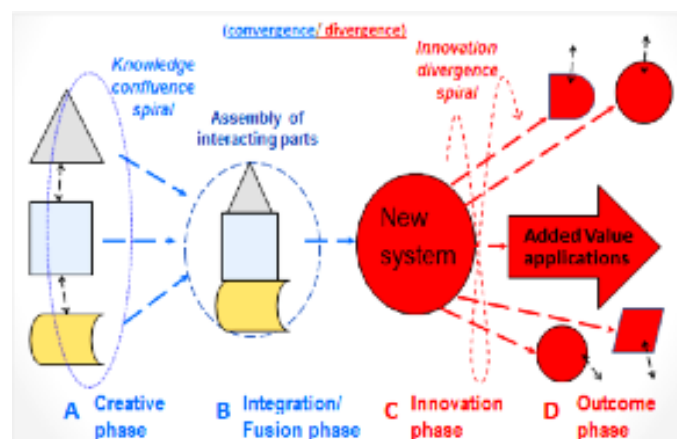 (convergence/ divergence)
Knowledge
confluence
spiral
Innovation
divergence
spiral
Assembly of
interacting parts
New
system
Added Value
applications
A Creative
phase
B Integration/
Fusion phase
C Innovation
phase
D Outcome
phase